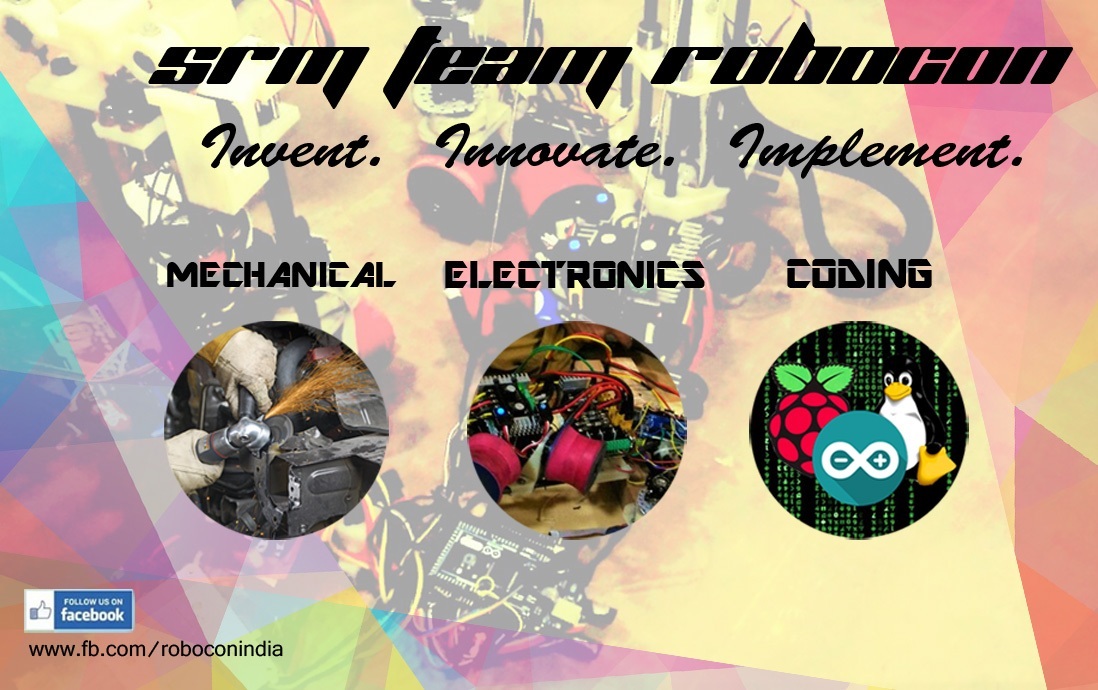 SRM TEAM ROBOCON
Invent. Innovate. Implement.
MECHANICAL ELECTRONICS CODING
FOLLOW US ON
facebook
www.fb.com/roboconindia